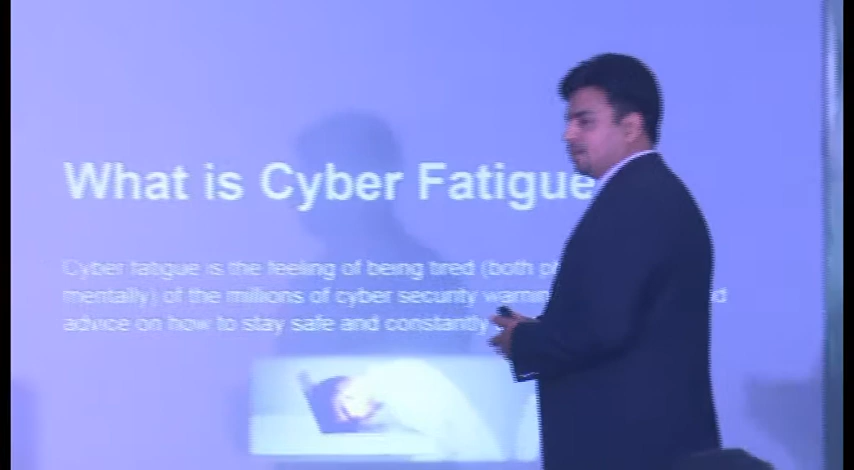 What is Cyber Fatigue
Cyber fatigue is the feeling of being tired (both
mentally) of the millions of cyber security
advice on how to stay safe and constantly